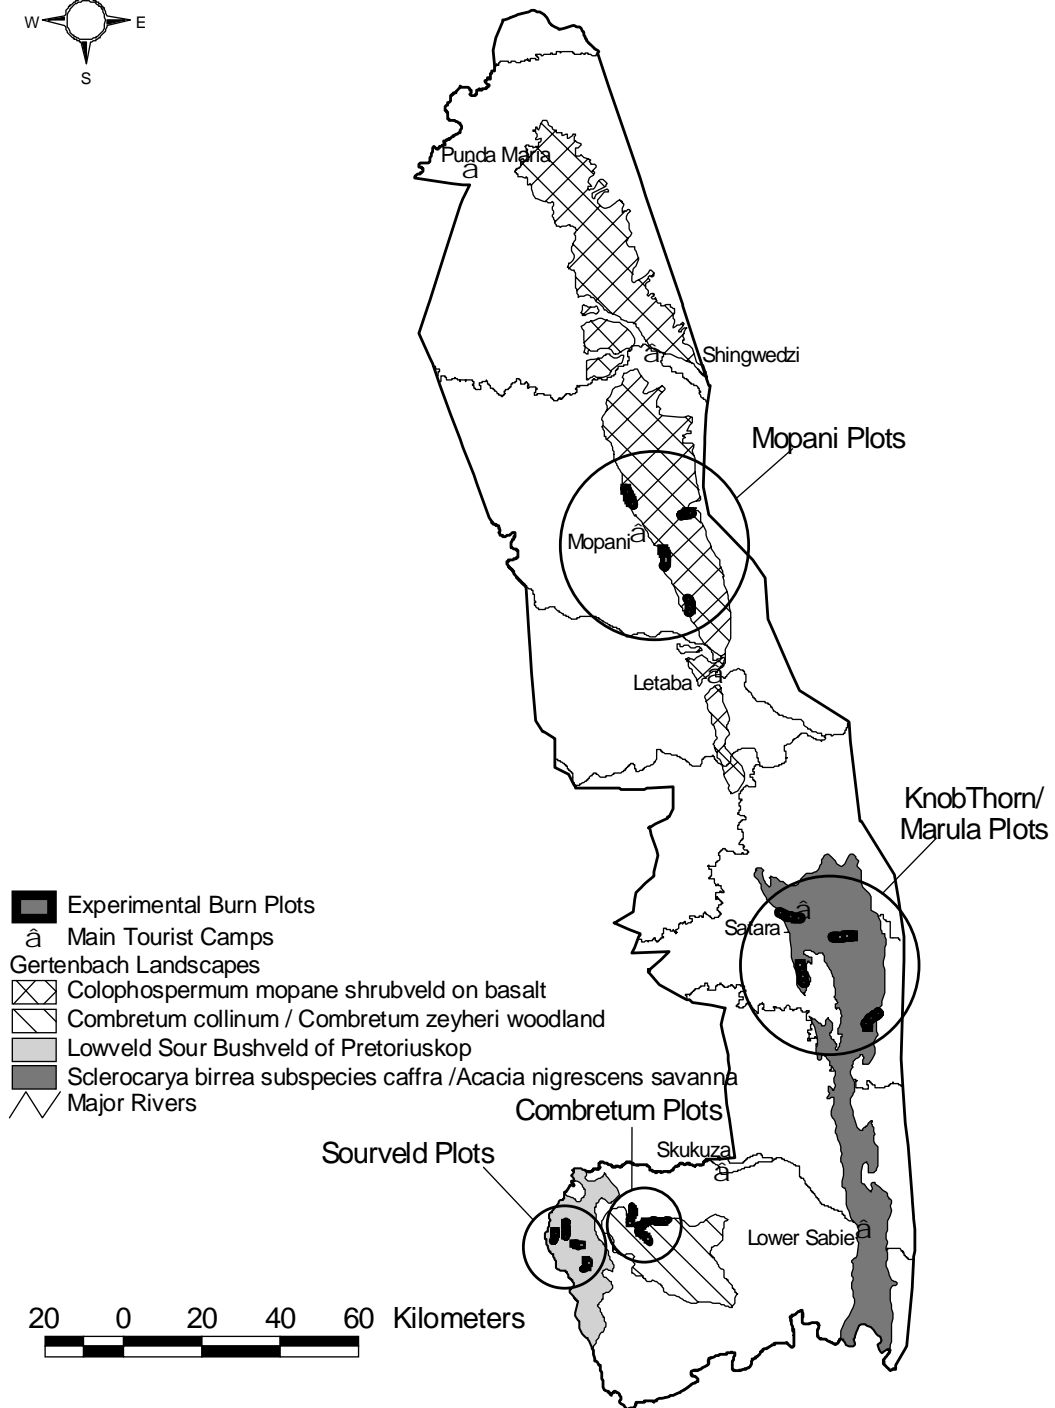 W E
S
Punda Maria
â
â Shingwedzi
Mopani Plots
Mopani â
Letaba â
KnobThorn/
Marula Plots
Satara â
Experimental Burn Plots
â Main Tourist Camps
Gertenbach Landscapes
Colophospermum mopane shrubveld on basalt
Combretum collinum / Combretum zeyheri woodland
Lowveld Sour Bushveld of Pretoriuskop
Sclerocarya birrea subspecies caffra /Acacia nigrescens savanna
Major Rivers
Combretum Plots
Sourveld Plots
Skukuza
â
Lower Sabie â
20 0 20 40 60 Kilometers